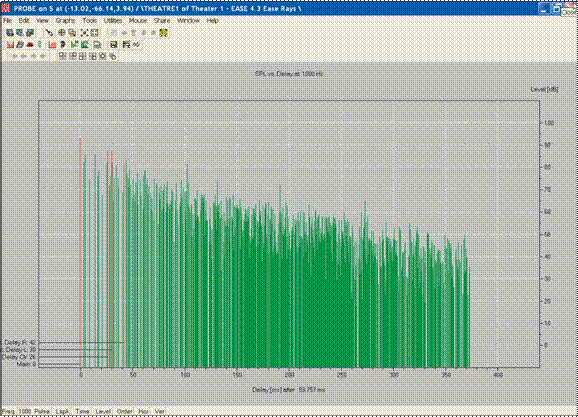 PROBE on 5 at (-13.02,-66.14,3.94) / \THEATRE1 of Theater 1 - EASE 4.3 Ease Rays \
File Edit View Graphs Tools Utilities Mouse Share Window Help
SPL vs. Delay at 1000 Hz
Level [dB]
100
90
80
70
60
50
40
30
20
10
0
Delay R: 42
Delay L: 30
Delay Ctr: 26
Main: 0
0 50 100 150 200 250 300 350 400
Delay [ms] after 59.757 ms
Freq 1000 Pulse Lspk Time Level Order Hor Ver